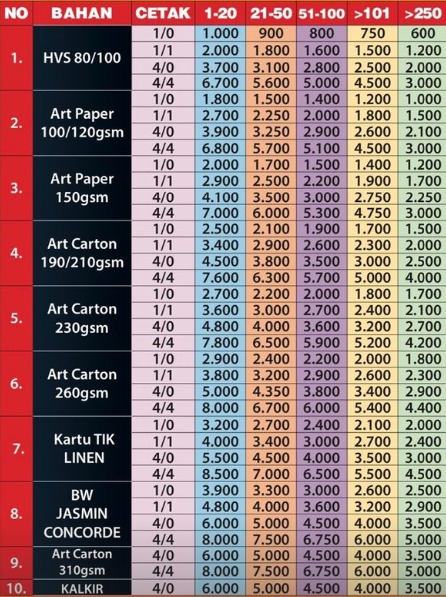 NO BAHAN CETAK 1-20 21-50 51-100 >101 >250
1. HVS 80/100
1/0 1.000 900 800 750 600
1/1 2.000 1.800 1.600 1.500 1.200
4/0 3.700 3.100 2.800 2.500 2.000
4/4 6.700 5.600 5.000 4.500 3.000
2. Art Paper
100/120gsm
1/0 1.800 1.500 1.400 1.200 1.000
1/1 2.700 2.250 2.000 1.800 1.500
4/0 3.900 3.250 2.900 2.600 2.100
4/4 6.800 5.700 5.100 4.500 3.000
3. Art Paper
150gsm
1/0 2.000 1.700 1.500 1.400 1.200
1/1 2.900 2.500 2.200 1.900 1.700
4/0 4.100 3.500 3.000 2.750 2.250
4/4 7.000 6.000 5.300 4.750 3.000
4. Art Carton
190/210gsm
1/0 2.500 2.100 1.900 1.700 1.500
1/1 3.400 2.900 2.600 2.300 2.000
4/0 4.500 3.800 3.500 3.000 2.500
4/4 7.600 6.300 5.700 5.000 4.000
5. Art Carton
230gsm
1/0 2.700 2.200 2.000 1.800 1.700
1/1 3.600 3.000 2.700 2.400 2.100
4/0 4.800 4.000 3.600 3.200 2.700
4/4 7.800 6.500 5.900 5.200 4.200
6. Art Carton
260gsm
1/0 2.900 2.400 2.200 2.000 1.800
1/1 3.800 3.200 2.900 2.600 2.300
4/0 5.000 4.350 3.800 3.400 2.900
4/4 8.000 6.700 6.000 5.400 4.400
7. Kartu TIK
LINEN
1/0 3.200 2.700 2.400 2.100 2.000
1/1 4.000 3.400 3.000 2.700 2.400
4/0 5.500 4.500 4.000 3.500 3.000
4/4 8.500 7.000 6.500 5.500 4.500
8. BW
JASMIN
CONCORDE
1/0 3.900 3.300 3.000 2.600 2.500
1/1 4.800 4.000 3.600 3.200 2.900
4/0 6.000 5.000 4.500 4.000 3.500
4/4 8.000 7.500 6.750 6.000 5.000
9. Art Carton
310gsm
4/0 6.000 5.000 4.500 4.000 3.500
4/4 8.000 7.500 6.750 6.000 5.000
10. KALKIR 4/0 6.000 5.000 4.500 4.000 3.500